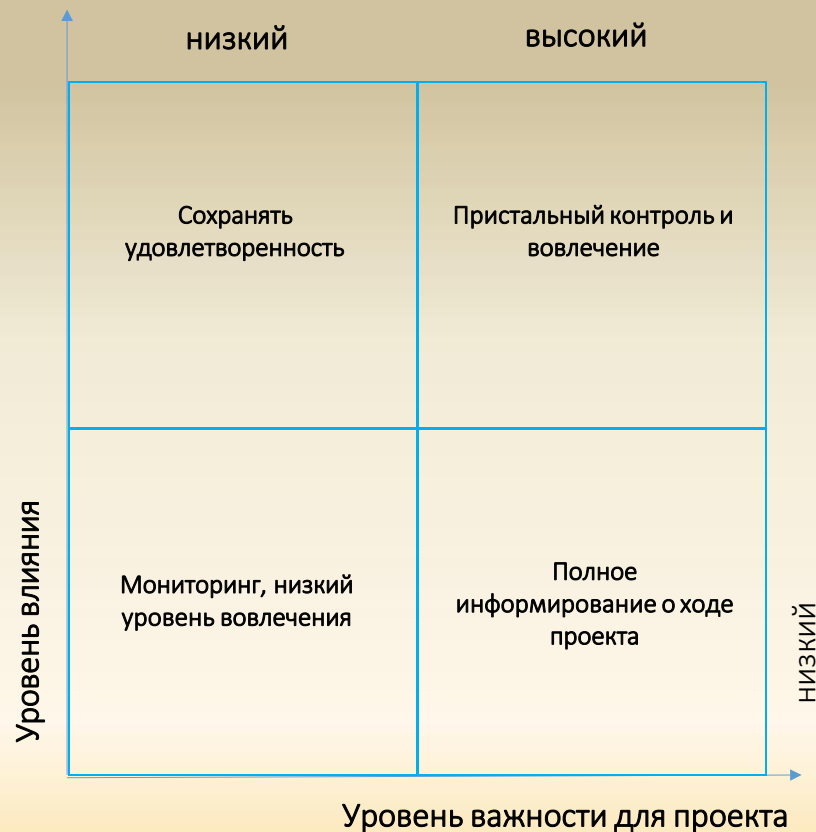 низкий
высокий
Сохранять
удовлетворенность
Пристальный контроль и
вовлечение
Уровень влияния
Мониторинг, низкий
уровень вовлечения
Полное
информирование о ходе
проекта
низкий
Уровень важности для проекта